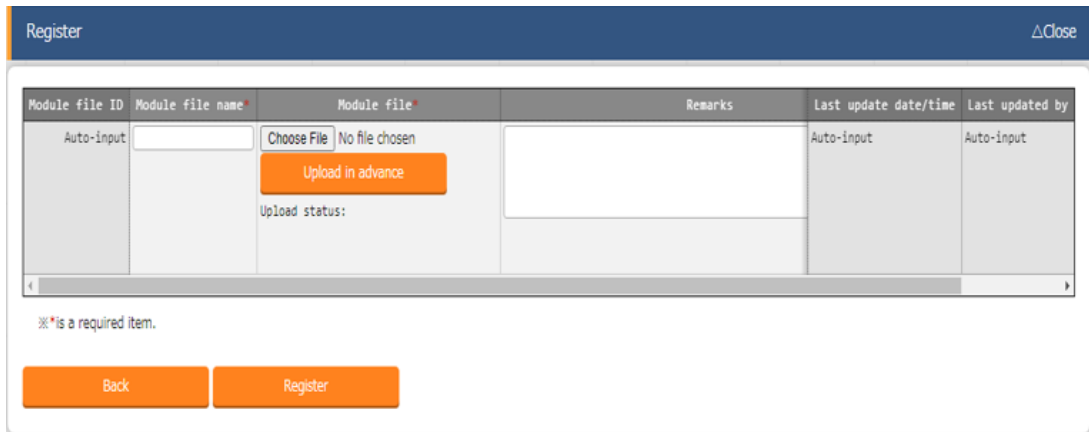 Register △Close
Module file ID Module file name* Module file* Remarks Last update date/time Last updated by
Auto-input Choose File No file chosen Auto-input Auto-input
Upload in advance
Upload status:
※*is a required item.
Back Register